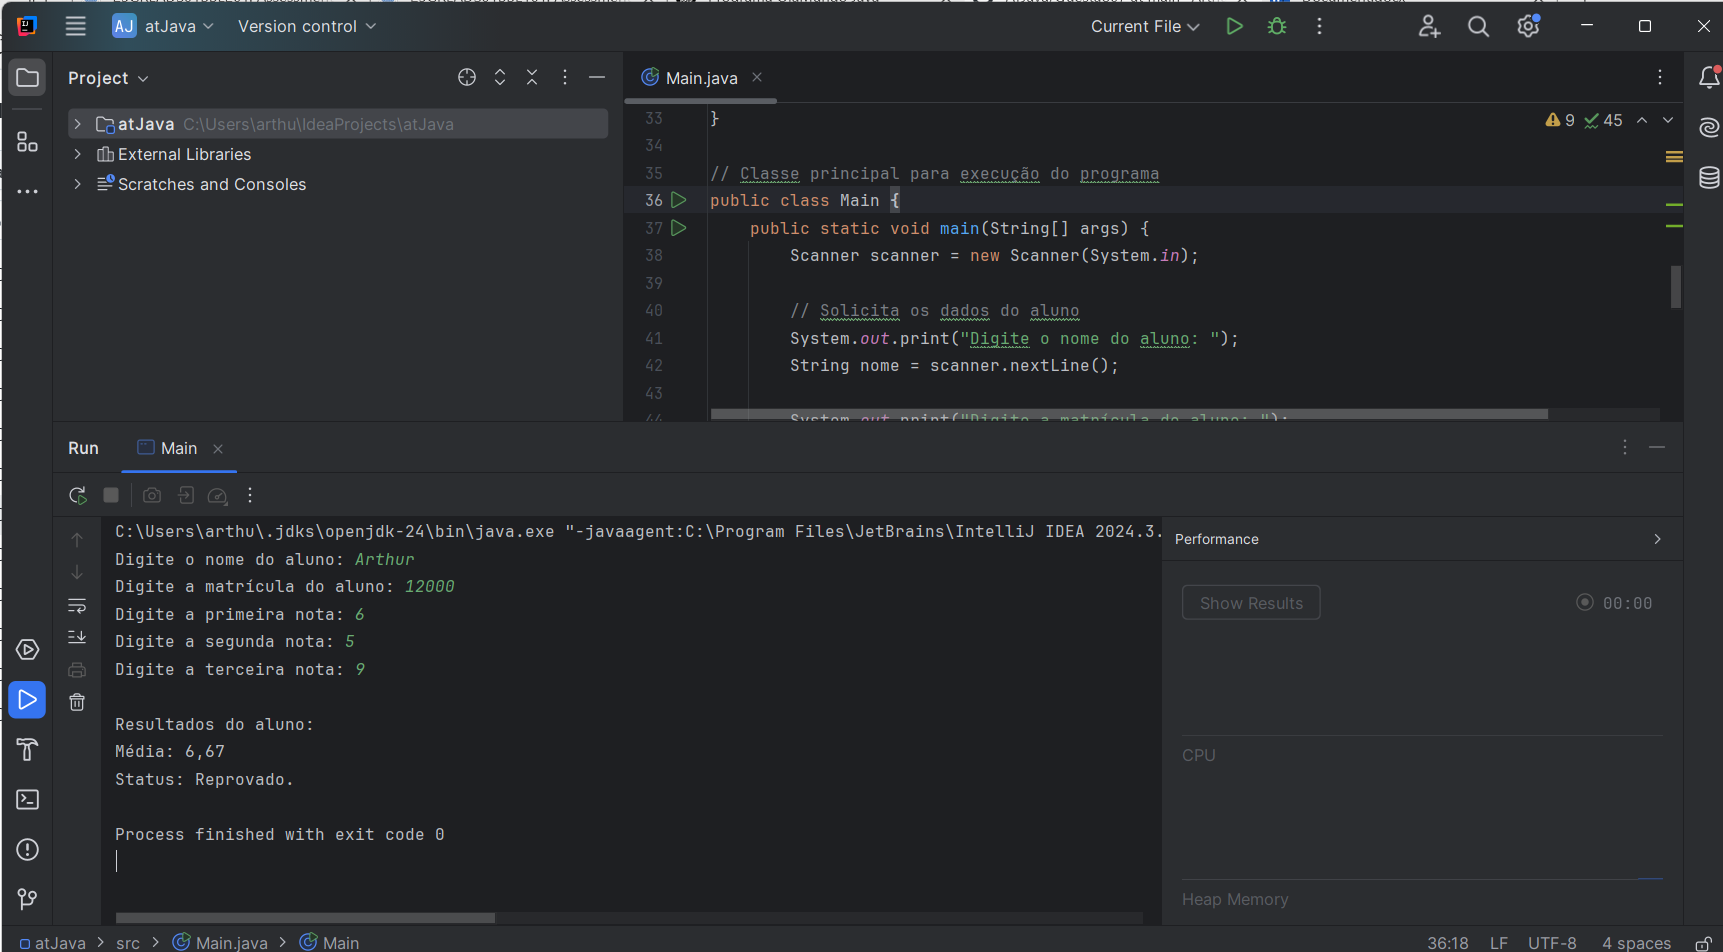 AJ atJava Version control Current File
Project
Main.java
atJava C:\Users\arthu\IdeaProjects\atJava
External Libraries
Scratches and Consoles
9 45
33 }
34
35 // Classe principal para execução do programa
36 public class Main {
37 public static void main(String[] args) {
38 Scanner scanner = new Scanner(System.in);
39
40 // Solicita os dados do aluno
41 System.out.print("Digite o nome do aluno: ");
42 String nome = scanner.nextLine();
43
44 System.out.print("Digite a matrícula do aluno: ");
Run Main
C:\Users\arthu\.jdks\openjdk-24\bin\java.exe "-javaagent:C:\Program Files\JetBrains\IntelliJ IDEA 2024.3.
Digite o nome do aluno: Arthur
Digite a matrícula do aluno: 12000
Digite a primeira nota: 6
Digite a segunda nota: 5
Digite a terceira nota: 9
Resultados do aluno:
Média: 6,67
Status: Reprovado.
Process finished with exit code 0
Performance
Show Results 00:00
CPU
Heap Memory
atJava > src > Main.java > Main
36:18 LF UTF-8 4 spaces